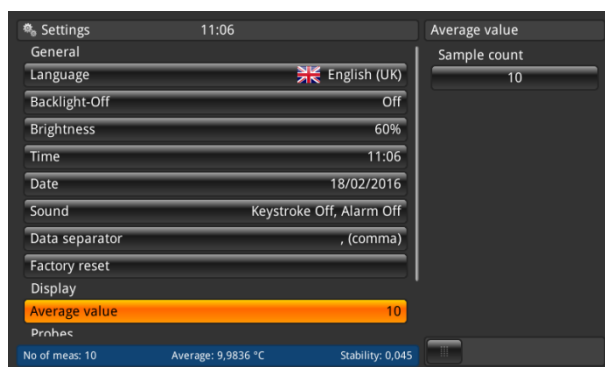 Settings 11:06
General
Language English (UK)
Backlight-Off Off
Brightness 60%
Time 11:06
Date 18/02/2016
Sound Keystroke Off, Alarm Off
Data separator , (comma)
Factory reset
Display
Average value 10
Probes
No of meas: 10 Average: 9,9836 °C Stability: 0,045
Average value
Sample count
10